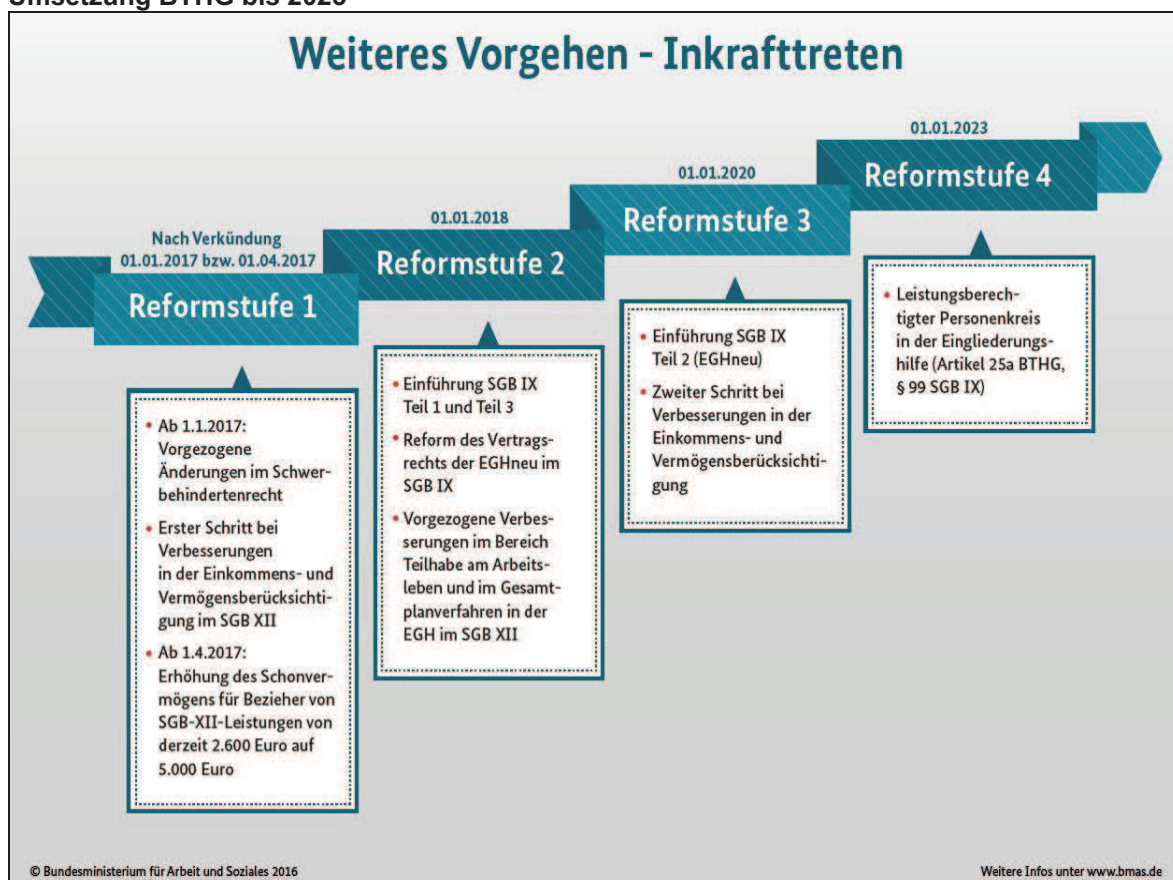 Umsetzung BTHG bis 2023
Weiteres Vorgehen - Inkrafttreten
Nach Verkündung
01.01.2017 bzw. 01.04.2017
Reformstufe 1
• Ab 1.1.2017:
Vorgezogene
Änderungen im Schwer-
behindertenrecht
• Erster Schritt bei
Verbesserungen
in der Einkommens- und
Vermögensberücksichti-
gung im SGB XII
• Ab 1.4.2017:
Erhöhung des Schonver-
mögens für Bezieher von
SGB-XII-Leistungen von
derzeit 2.600 Euro auf
5.000 Euro
01.01.2018
Reformstufe 2
• Einführung SGB IX
Teil 1 und Teil 3
• Reform des Vertrags-
rechts der EGHneu im
SGB IX
• Vorgezogene Verbes-
serungen im Bereich
Teilhabe am Arbeits-
leben und im Gesamt-
planverfahren in der
EGH im SGB XII
01.01.2020
Reformstufe 3
• Einführung SGB IX
Teil 2 (EGHneu)
• Zweiter Schritt bei
Verbesserungen in der
Einkommens- und
Vermögensberücksichti-
gung
01.01.2023
Reformstufe 4
• Leistungsberech-
tigter Personenkreis
in der Eingliederungs-
hilfe (Artikel 25a BTHG,
§ 99 SGB IX)
© Bundesministerium für Arbeit und Soziales 2016
Weitere Infos unter www.bmas.de